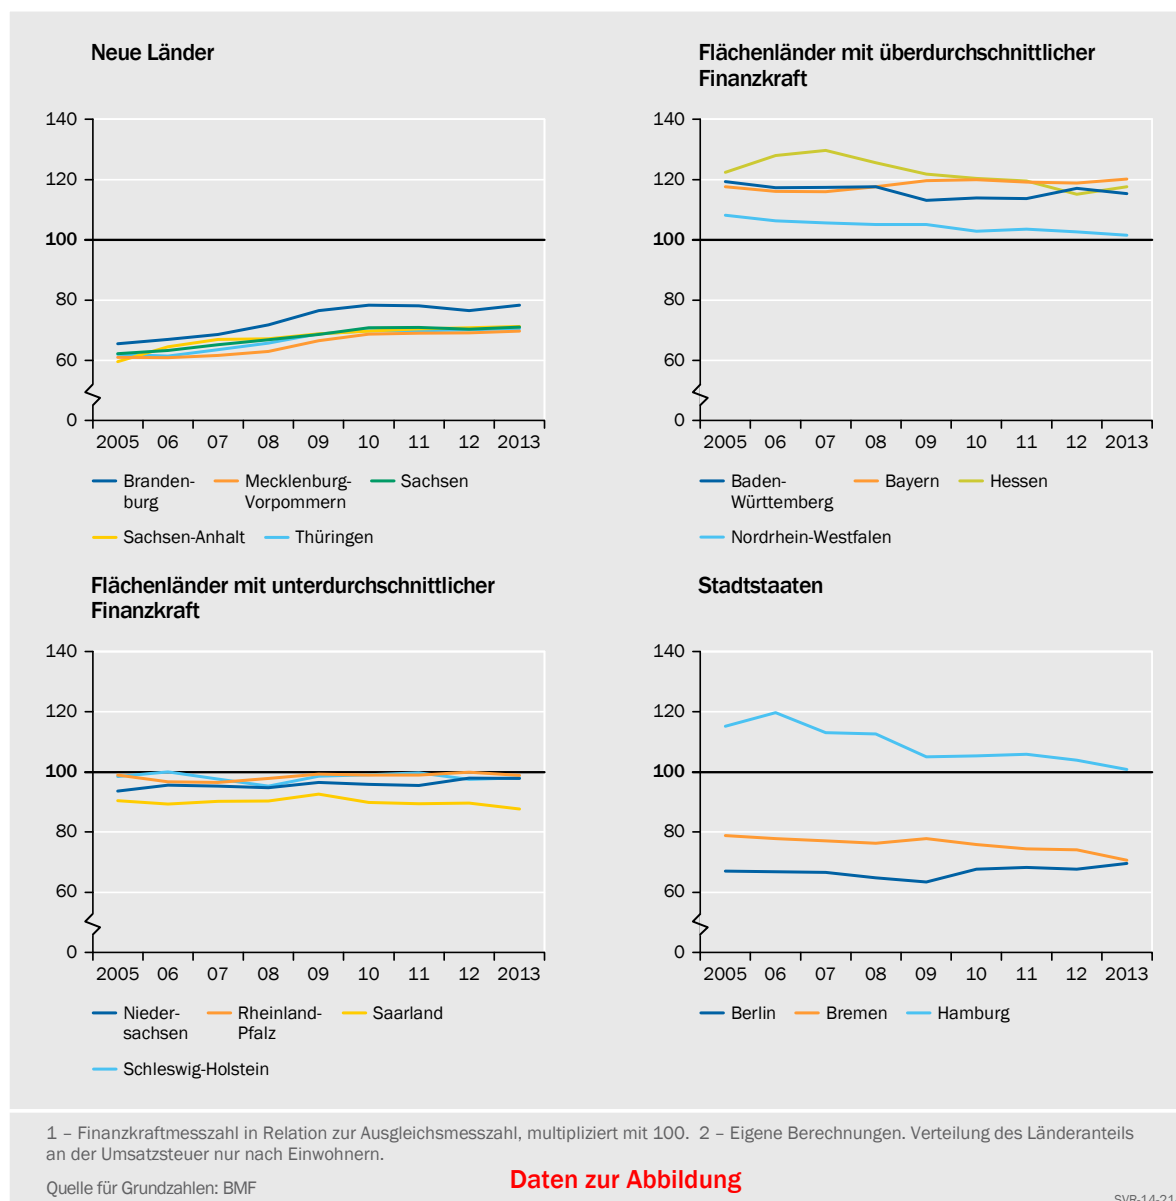 Neue Länder
140
120
100
80
60
0
2005 06 07 08 09 10 11 12 2013
Branden-
burg
Mecklenburg-
Vorpommern
Sachsen
Sachsen-Anhalt
Thüringen
Flächenländer mit überdurchschnittlicher
Finanzkraft
140
120
100
80
60
0
2005 06 07 08 09 10 11 12 2013
Baden-
Württemberg
Bayern
Hessen
Nordrhein-Westfalen
Flächenländer mit unterdurchschnittlicher
Finanzkraft
140
120
100
80
60
0
2005 06 07 08 09 10 11 12 2013
Nieder-
sachsen
Rheinland-
Pfalz
Saarland
Schleswig-Holstein
Stadtstaaten
140
120
100
80
60
0
2005 06 07 08 09 10 11 12 2013
Berlin
Bremen
Hamburg
1 – Finanzkraftmesszahl in Relation zur Ausgleichsmesszahl, multipliziert mit 100. 2 – Eigene Berechnungen. Verteilung des Länderanteils
an der Umsatzsteuer nur nach Einwohnern.
Quelle für Grundzahlen: BMF
Daten zur Abbildung